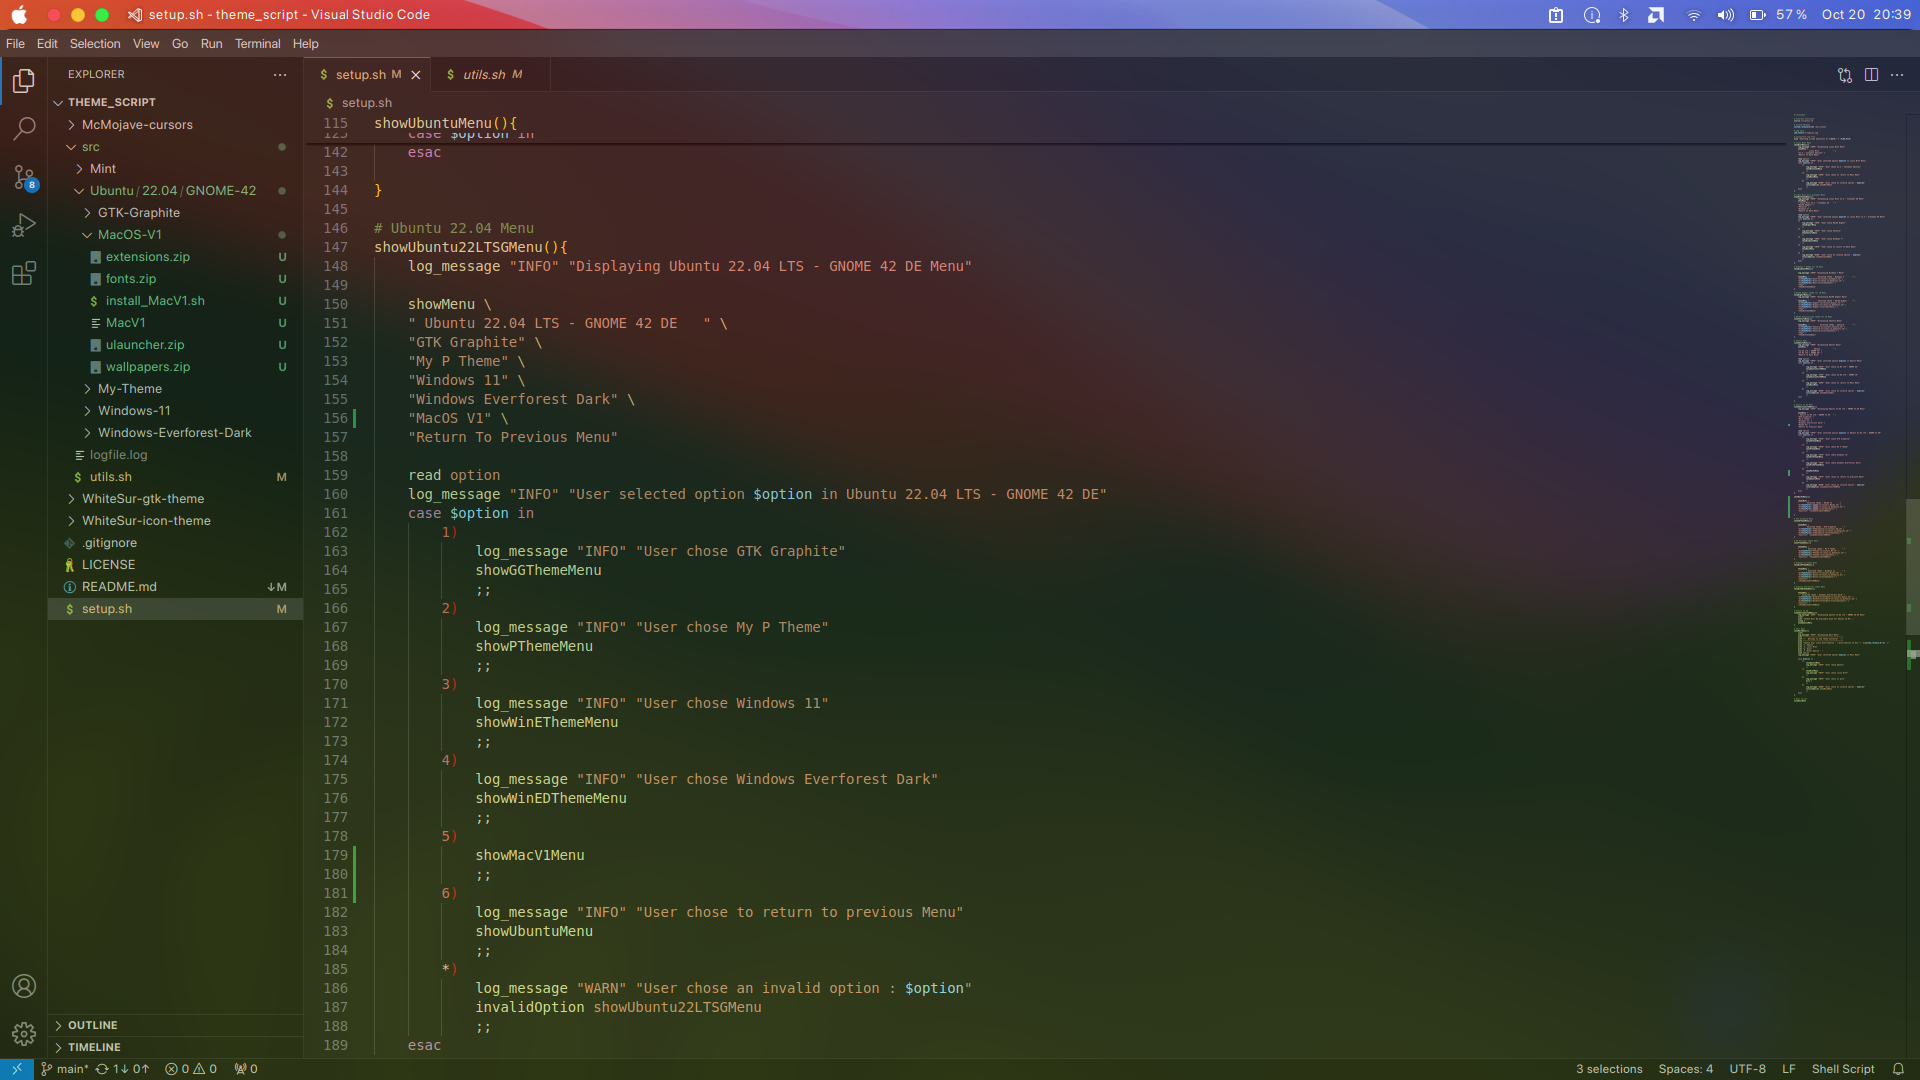 setup.sh - theme_script - Visual Studio Code
57 %
Oct 20 20:39
File Edit Selection View Go Run Terminal Help
EXPLORER
THEME_SCRIPT
McMojave-cursors
src
Mint
Ubuntu / 22.04 / GNOME-42
GTK-Graphite
MacOS-V1
extensions.zip U
fonts.zip U
$ install_MacV1.sh U
MacV1 U
ulauncher.zip U
wallpapers.zip U
My-Theme
Windows-11
Windows-Everforest-Dark
logfile.log
$ utils.sh M
WhiteSur-gtk-theme
WhiteSur-icon-theme
.gitignore
LICENSE
README.md ↓M
$ setup.sh M
OUTLINE
TIMELINE
8
$ setup.sh M
$ utils.sh M
$ setup.sh
115 showUbuntuMenu(){
125 case $option in
142 esac
143
144 }
145
146 # Ubuntu 22.04 Menu
147 showUbuntu22LTSGMenu(){
148 log_message "INFO" "Displaying Ubuntu 22.04 LTS - GNOME 42 DE Menu"
149
150 showMenu \
151 " Ubuntu 22.04 LTS - GNOME 42 DE   " \
152 "GTK Graphite" \
153 "My P Theme" \
154 "Windows 11" \
155 "Windows Everforest Dark" \
156 "MacOS V1" \
157 "Return To Previous Menu"
158
159 read option
160 log_message "INFO" "User selected option $option in Ubuntu 22.04 LTS - GNOME 42 DE"
161 case $option in
162 1)
163 log_message "INFO" "User chose GTK Graphite"
164 showGGThemeMenu
165 ;;
166 2)
167 log_message "INFO" "User chose My P Theme"
168 showPThemeMenu
169 ;;
170 3)
171 log_message "INFO" "User chose Windows 11"
172 showWinEThemeMenu
173 ;;
174 4)
175 log_message "INFO" "User chose Windows Everforest Dark"
176 showWinEDThemeMenu
177 ;;
178 5)
179 showMacV1Menu
180 ;;
181 6)
182 log_message "INFO" "User chose to return to previous Menu"
183 showUbuntuMenu
184 ;;
185 *)
186 log_message "WARN" "User chose an invalid option : $option"
187 invalidOption showUbuntu22LTSGMenu
188 ;;
189 esac
main* 1↓ 0↑ 0 0 0
3 selections Spaces: 4 UTF-8 LF Shell Script